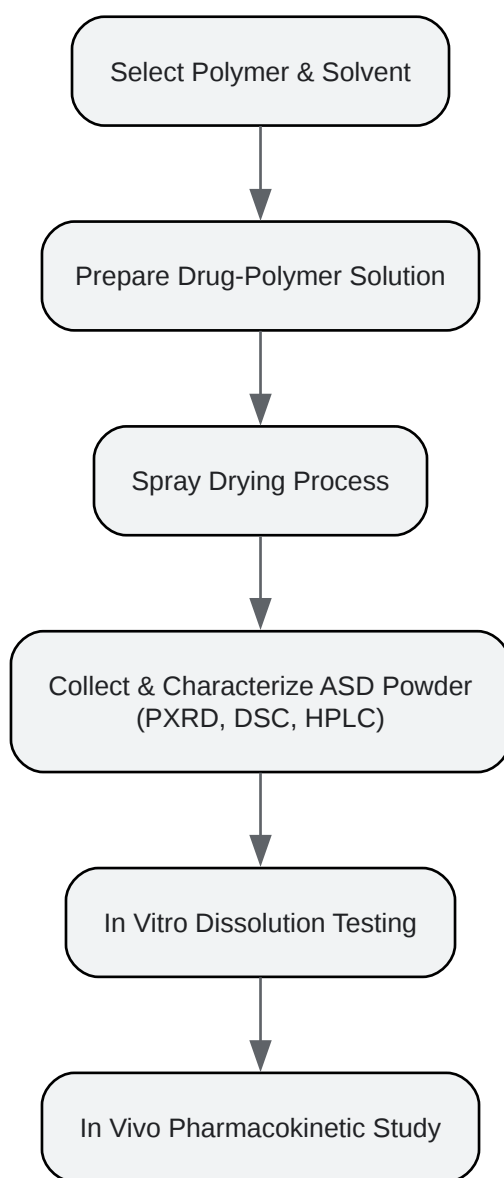 Select Polymer & Solvent
Prepare Drug-Polymer Solution
Spray Drying Process
Collect & Characterize ASD Powder
(PXRD, DSC, HPLC)
In Vitro Dissolution Testing
In Vivo Pharmacokinetic Study